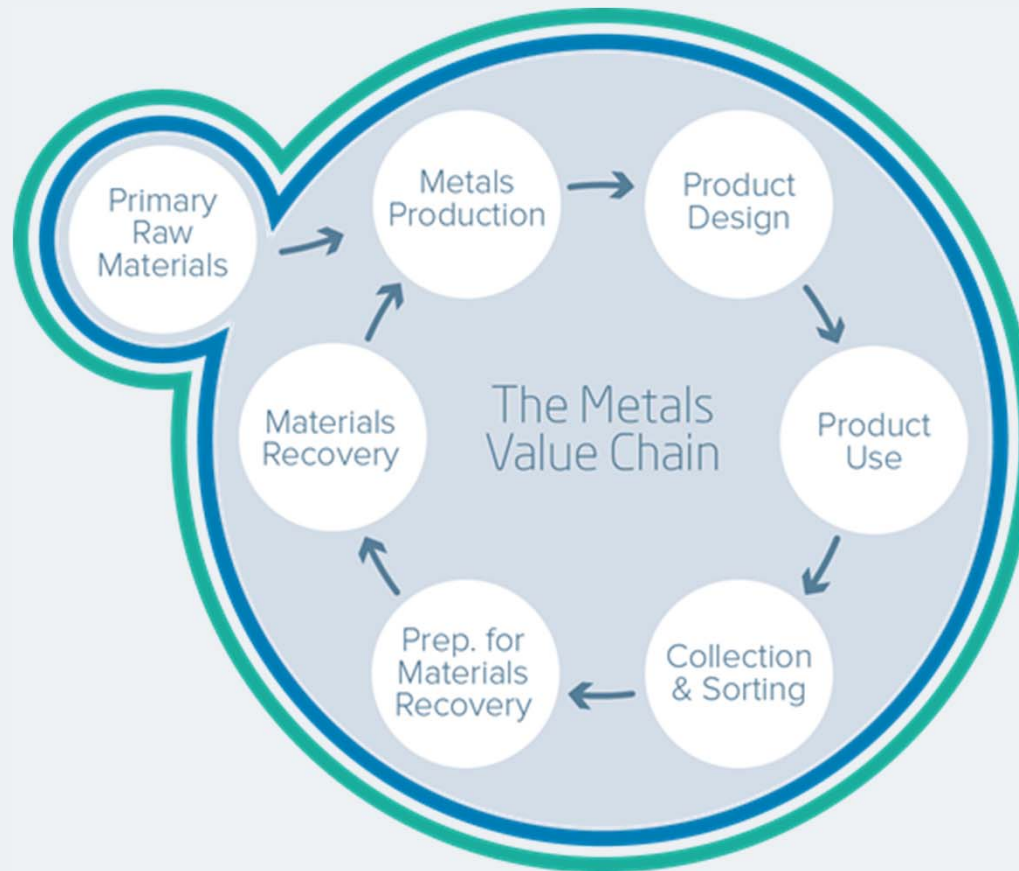 Primary
Raw
Materials
Metals
Production
Product
Design
Product
Use
Collection
& Sorting
Prep. for
Materials
Recovery
Materials
Recovery
The Metals
Value Chain